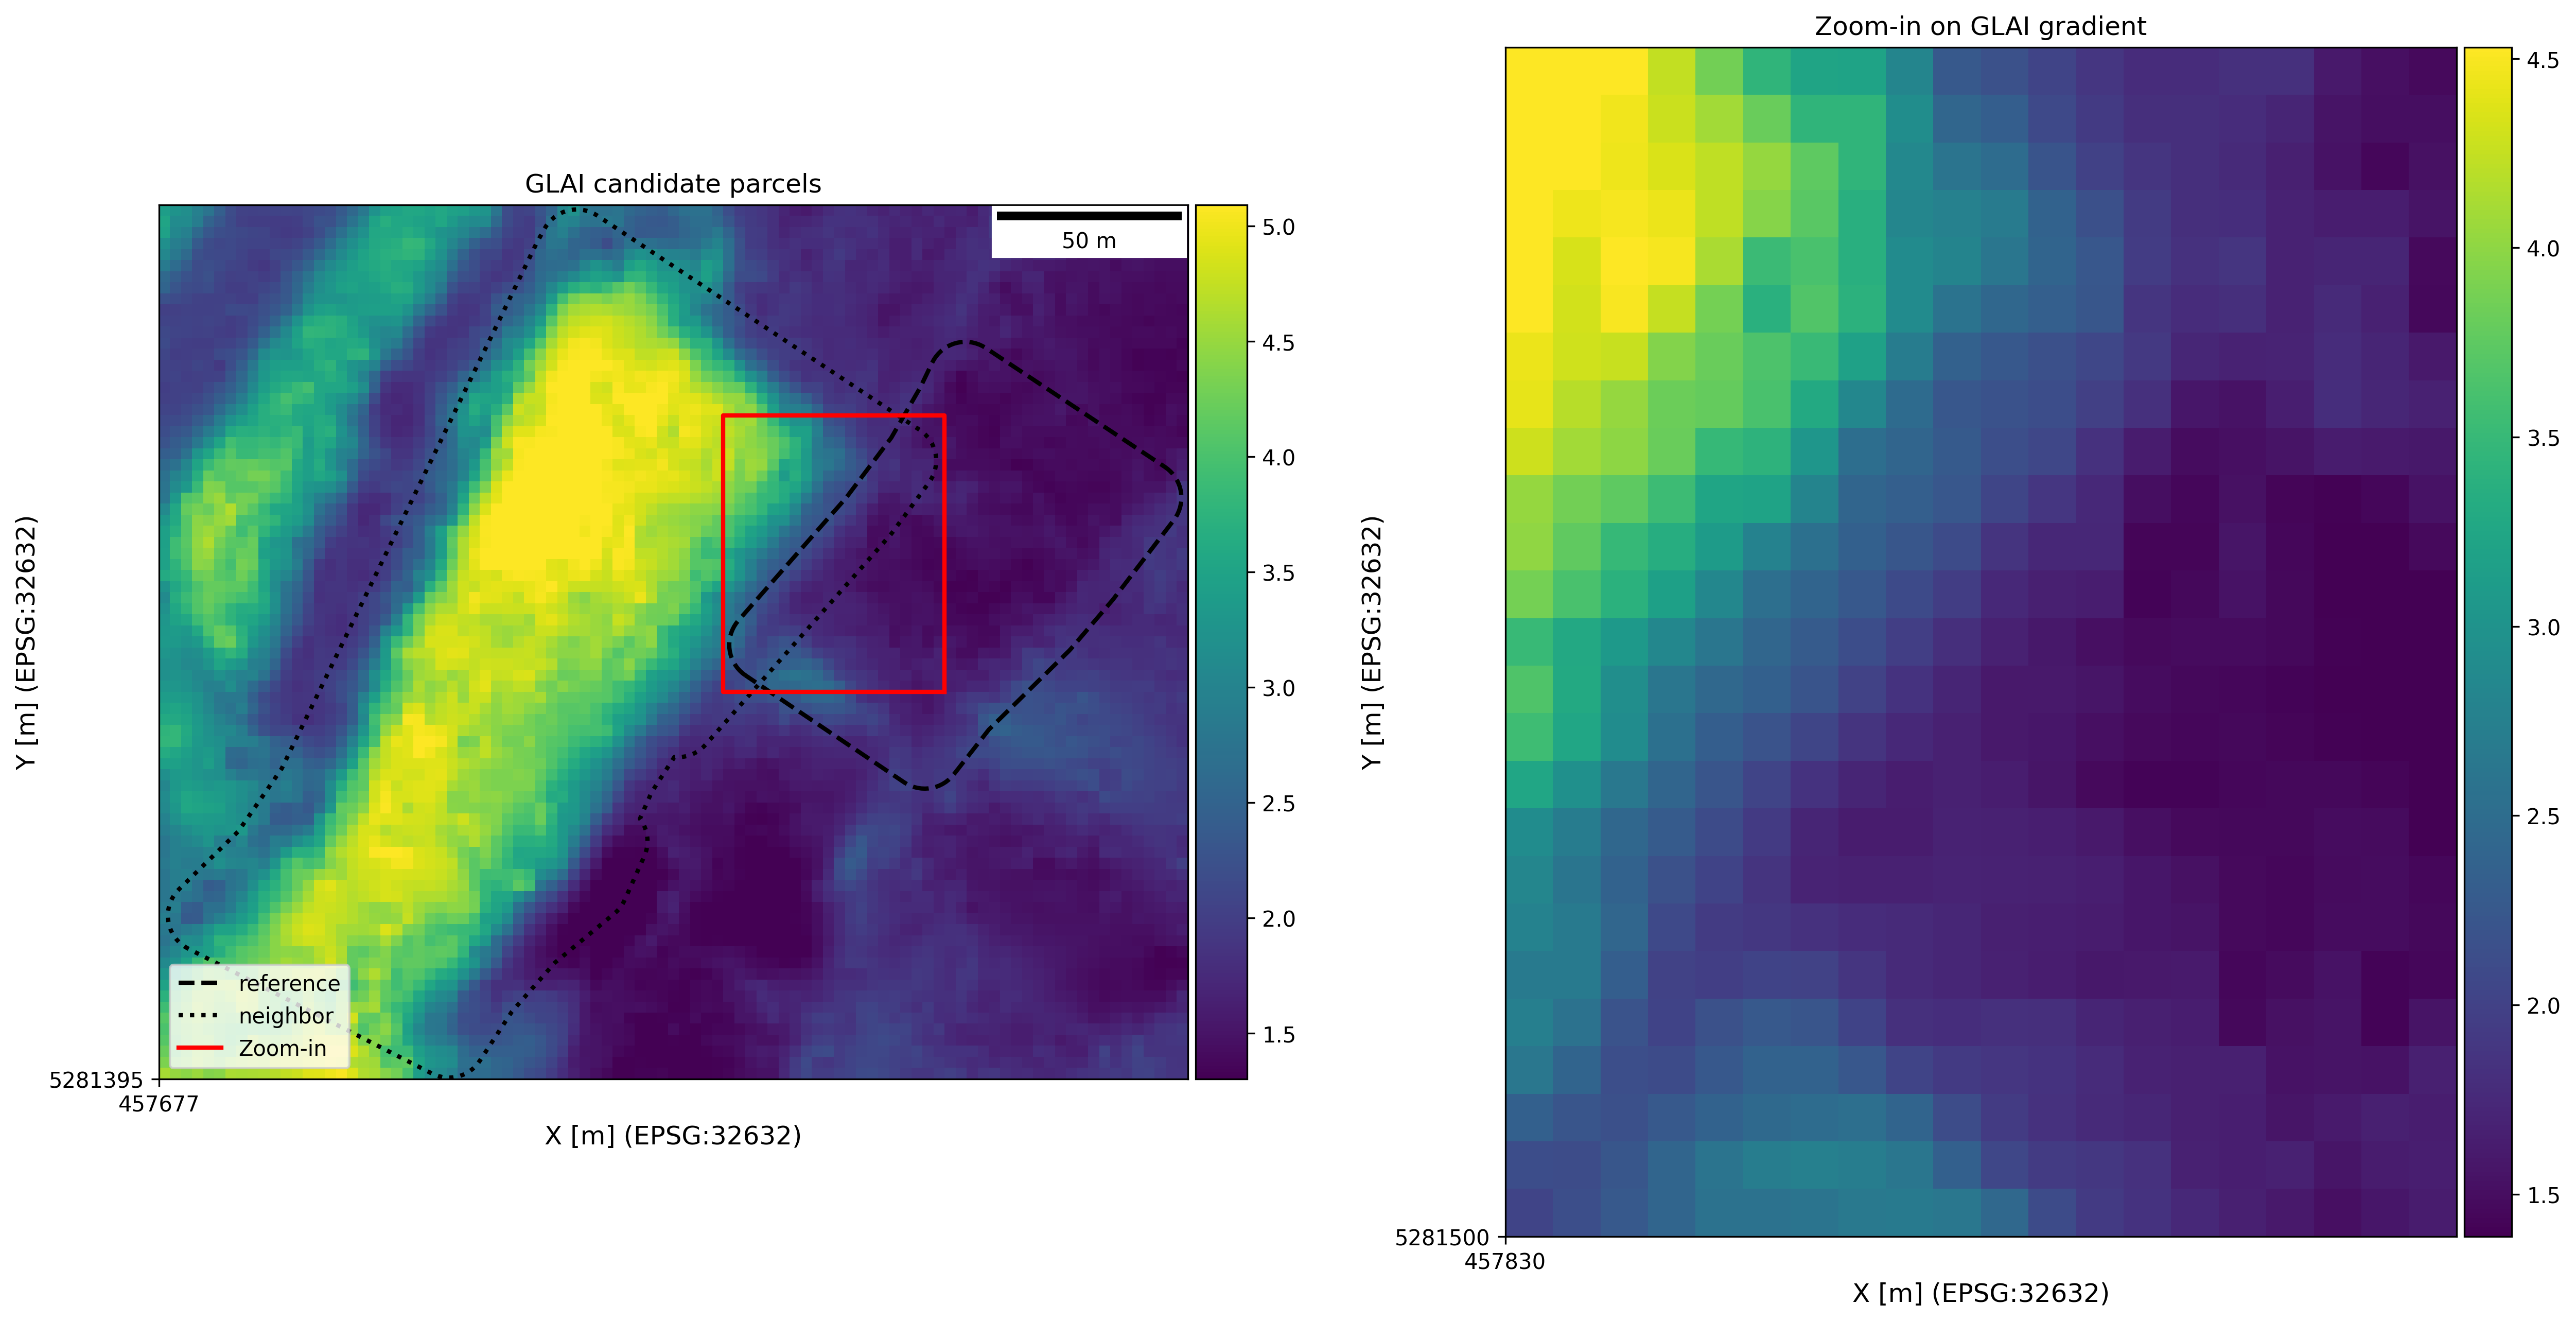 GLAI candidate parcels
50 m
5.0
4.5
4.0
3.5
3.0
2.5
2.0
1.5
Y [m] (EPSG:32632)
reference
neighbor
Zoom-in
5281395
457677
X [m] (EPSG:32632)
Zoom-in on GLAI gradient
4.5
4.0
3.5
3.0
2.5
2.0
1.5
Y [m] (EPSG:32632)
5281500
457830
X [m] (EPSG:32632)